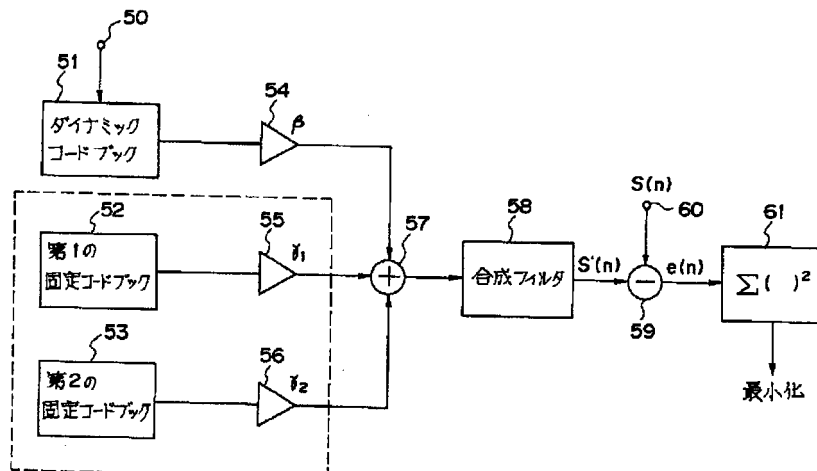 50
51
ダイナミック
コードブック
54
β
52
第1の
固定コードブック
55
γ1
53
第2の
固定コードブック
56
γ2
57
+
58
合成フィルタ
S'(n)
S(n)
60
−
59
e(n)
61
Σ( )²
最小化